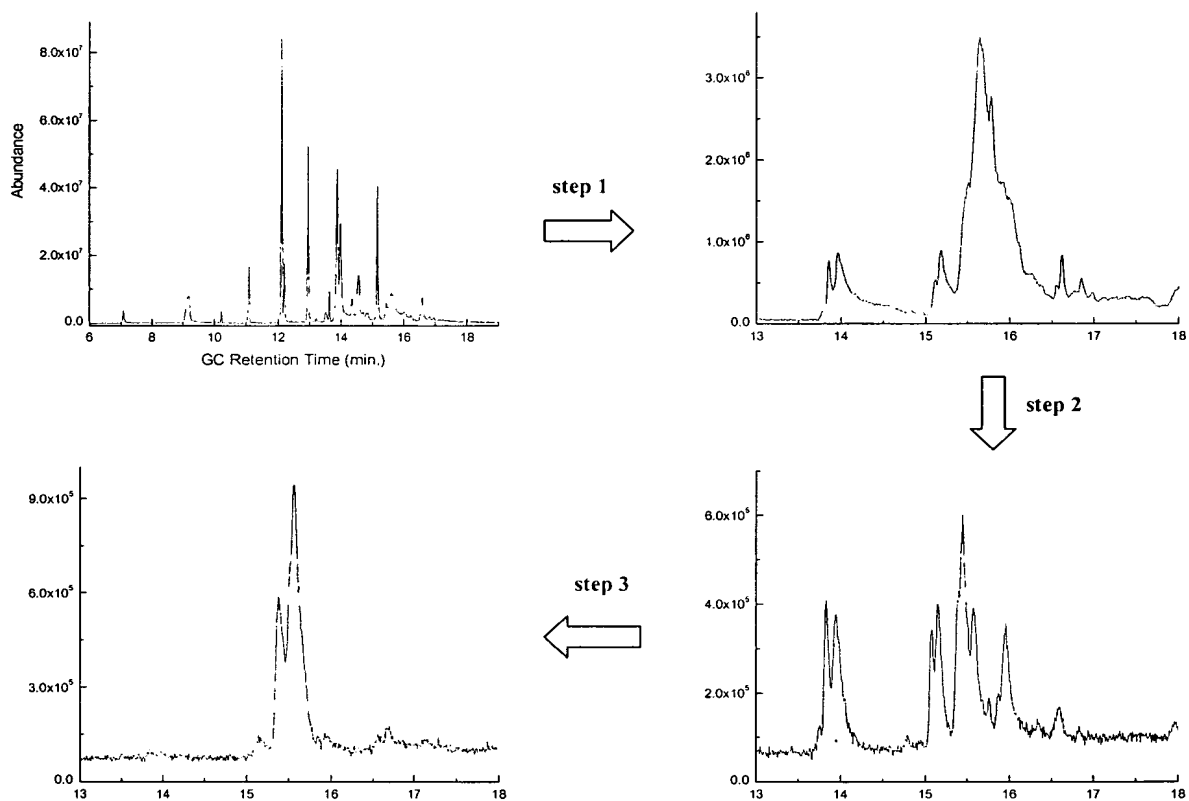 Abundance
8.0x10⁷
6.0x10⁷
4.0x10⁷
2.0x10⁷
0.0
6 8 10 12 14 16 18
GC Retention Time (min.)
step 1
3.0x10⁶
2.0x10⁶
1.0x10⁶
0.0
13 14 15 16 17 18
step 2
6.0x10⁵
4.0x10⁵
2.0x10⁵
0.0
13 14 15 16 17 18
step 3
9.0x10⁵
6.0x10⁵
3.0x10⁵
0.0
13 14 15 16 17 18